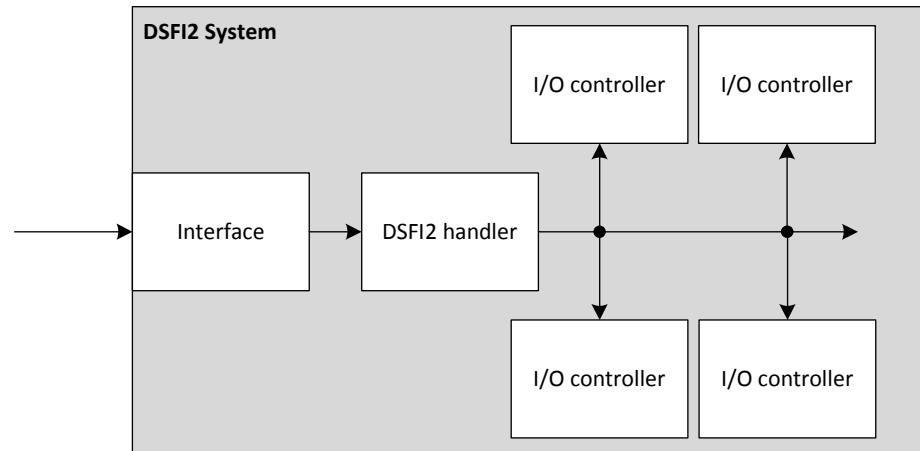 DSFI2 System
I/O controller
I/O controller
Interface
DSFI2 handler
I/O controller
I/O controller